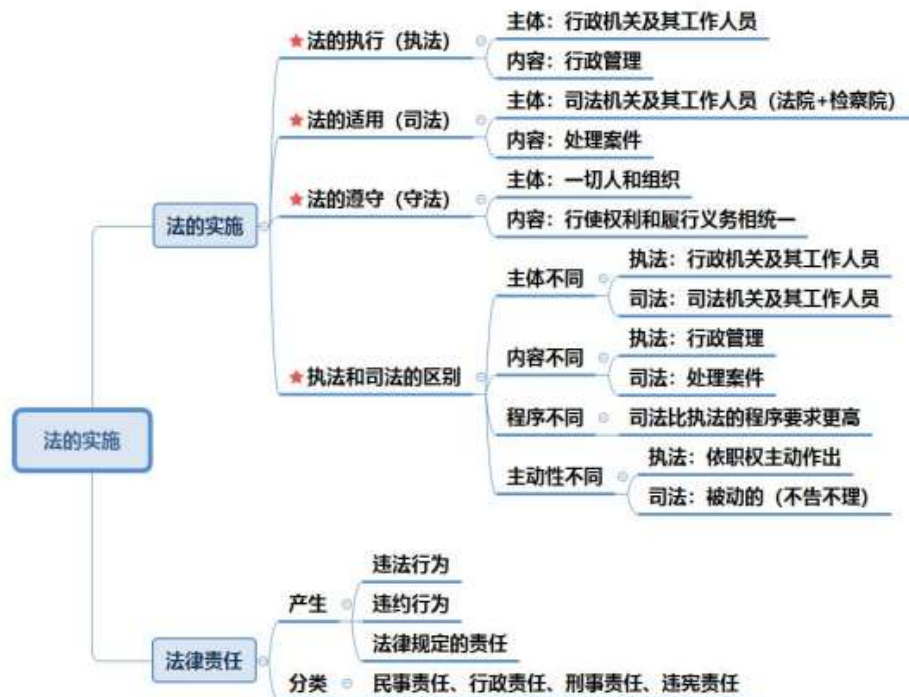 主体：行政机关及其工作人员
★法的执行（执法）
内容：行政管理
主体：司法机关及其工作人员（法院+检察院）
★法的适用（司法）
内容：处理案件
主体：一切人和组织
★法的遵守（守法）
内容：行使权利和履行义务相统一
法的实施
执法：行政机关及其工作人员
主体不同
司法：司法机关及其工作人员
执法：行政管理
内容不同
司法：处理案件
★执法和司法的区别
程序不同
司法比执法的程序要求更高
执法：依职权主动作出
主动性不同
司法：被动的（不告不理）
法的实施
违法行为
产生
违约行为
法律规定的责任
法律责任
分类
民事责任、行政责任、刑事责任、违宪责任